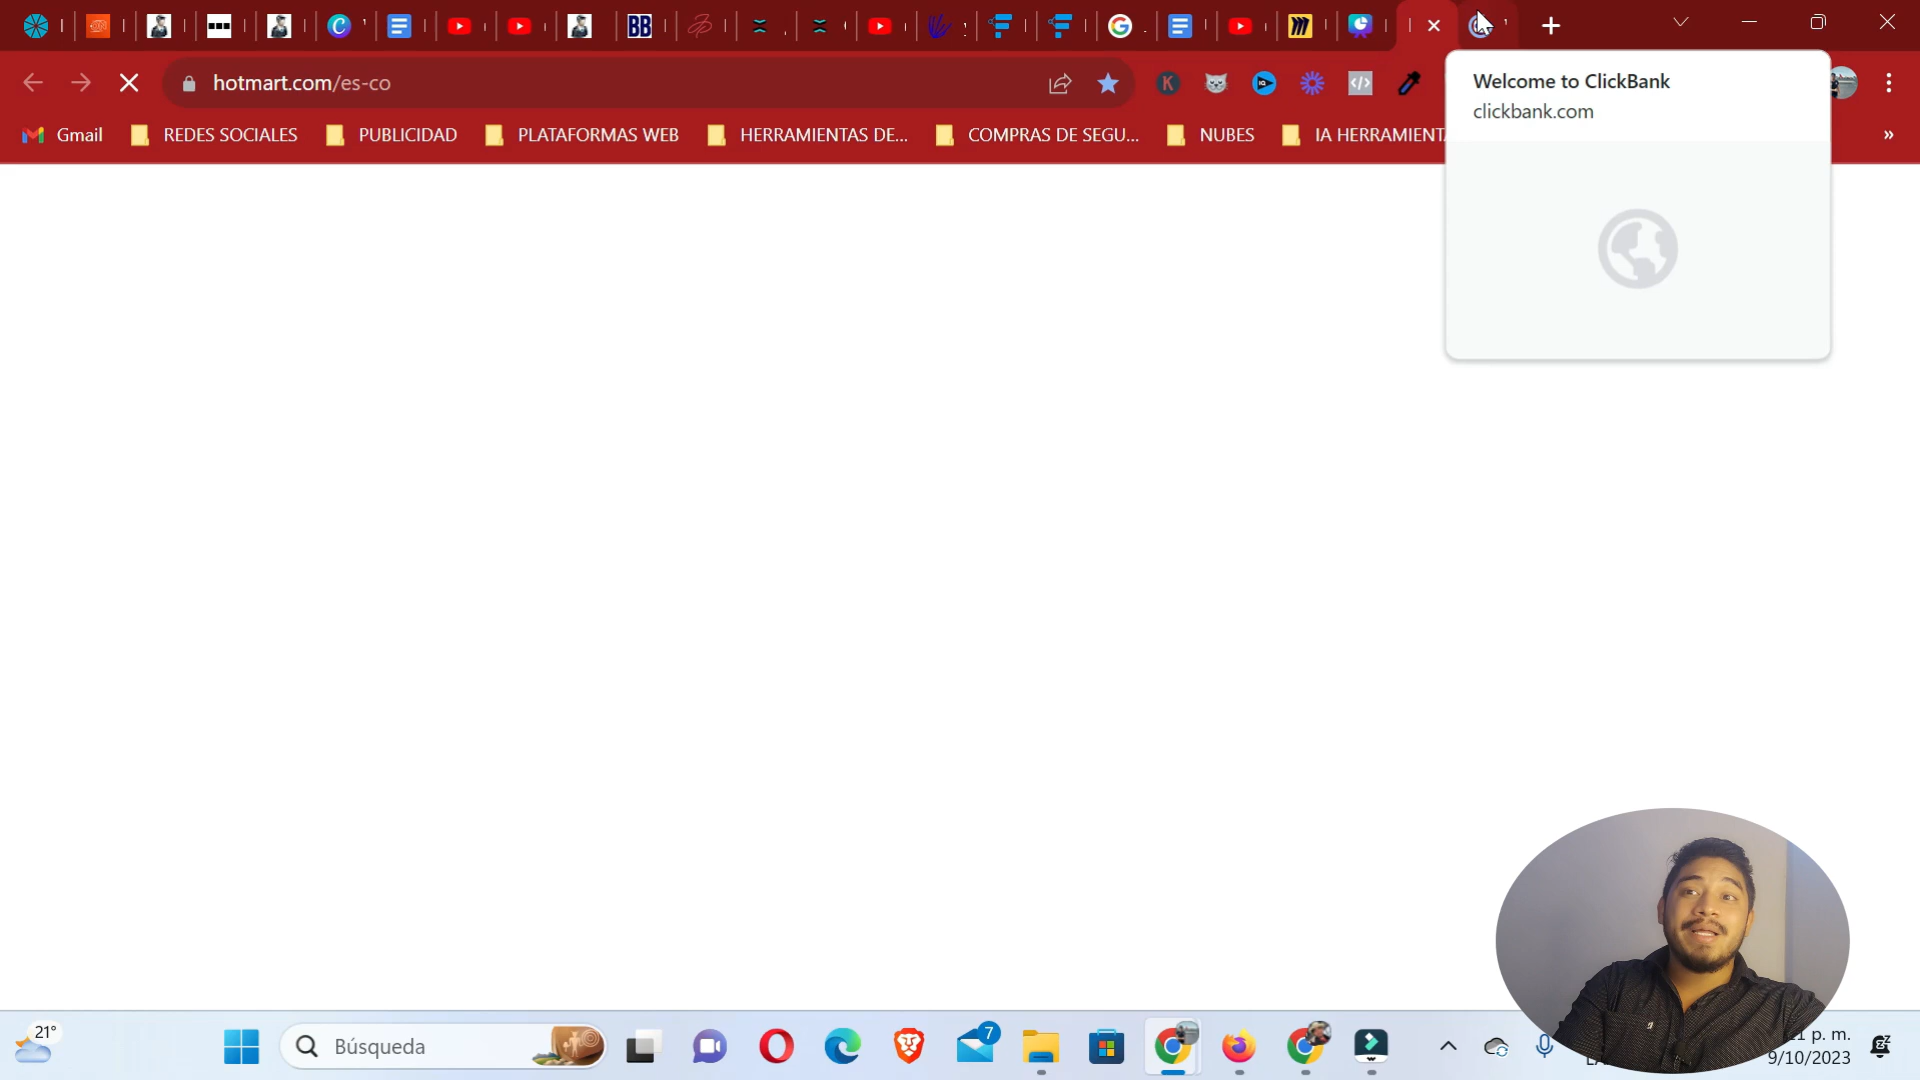 BB
hotmart.com/es-co
K
Welcome to ClickBank
clickbank.com
Gmail
REDES SOCIALES
PUBLICIDAD
PLATAFORMAS WEB
HERRAMIENTAS DE...
COMPRAS DE SEGU...
NUBES
IA HERRAMIENTA
»
21°
Búsqueda
7
p. m.
9/10/2023